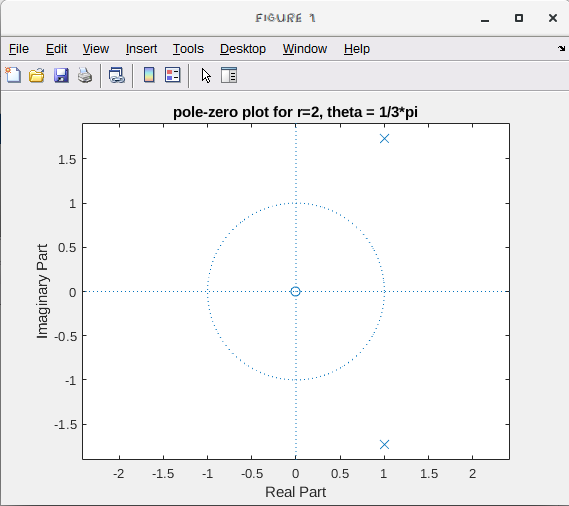 FIGURE 1
File Edit View Insert Tools Desktop Window Help
pole-zero plot for r=2, theta = 1/3*pi
1.5
1
0.5
0
-0.5
-1
-1.5
Imaginary Part
-2 -1.5 -1 -0.5 0 0.5 1 1.5 2
Real Part